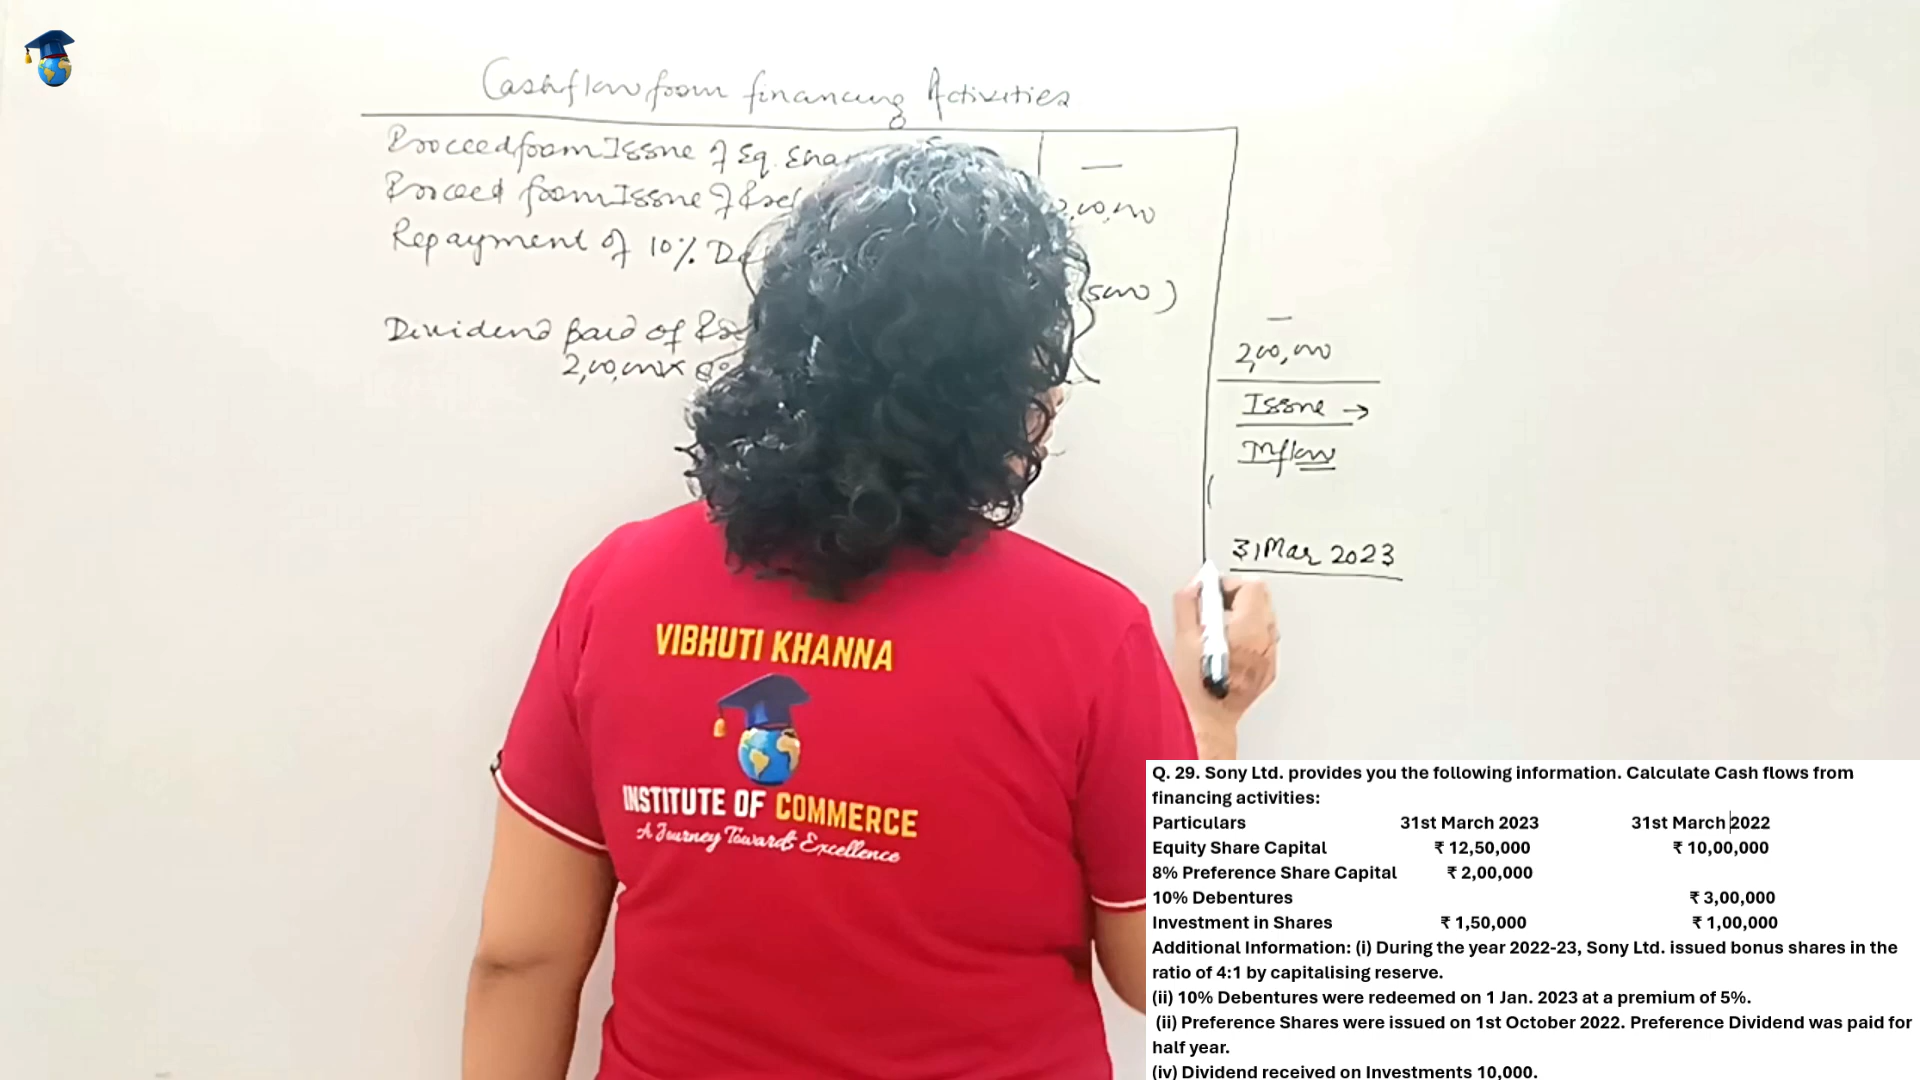 Cash flow from financing Activities
Proceed from Issue of Eq.
—
Proceed from Issue of
Repayment of 10%
Dividend paid of
2,00,000 x
—
2,00,000
Issue →
Inflow
31 Mar 2023
VIBHUTI KHANNA
INSTITUTE OF COMMERCE
A Journey Towards Excellence
Q. 29. Sony Ltd. provides you the following information. Calculate Cash flows from
financing activities:
Particulars 31st March 2023 31st March 2022
Equity Share Capital ₹ 12,50,000 ₹ 10,00,000
8% Preference Share Capital ₹ 2,00,000
10% Debentures ₹ 3,00,000
Investment in Shares ₹ 1,50,000 ₹ 1,00,000
Additional Information: (i) During the year 2022-23, Sony Ltd. issued bonus shares in the
ratio of 4:1 by capitalising reserve.
(ii) 10% Debentures were redeemed on 1 Jan. 2023 at a premium of 5%.
(ii) Preference Shares were issued on 1st October 2022. Preference Dividend was paid for
half year.
(iv) Dividend received on Investments 10,000.